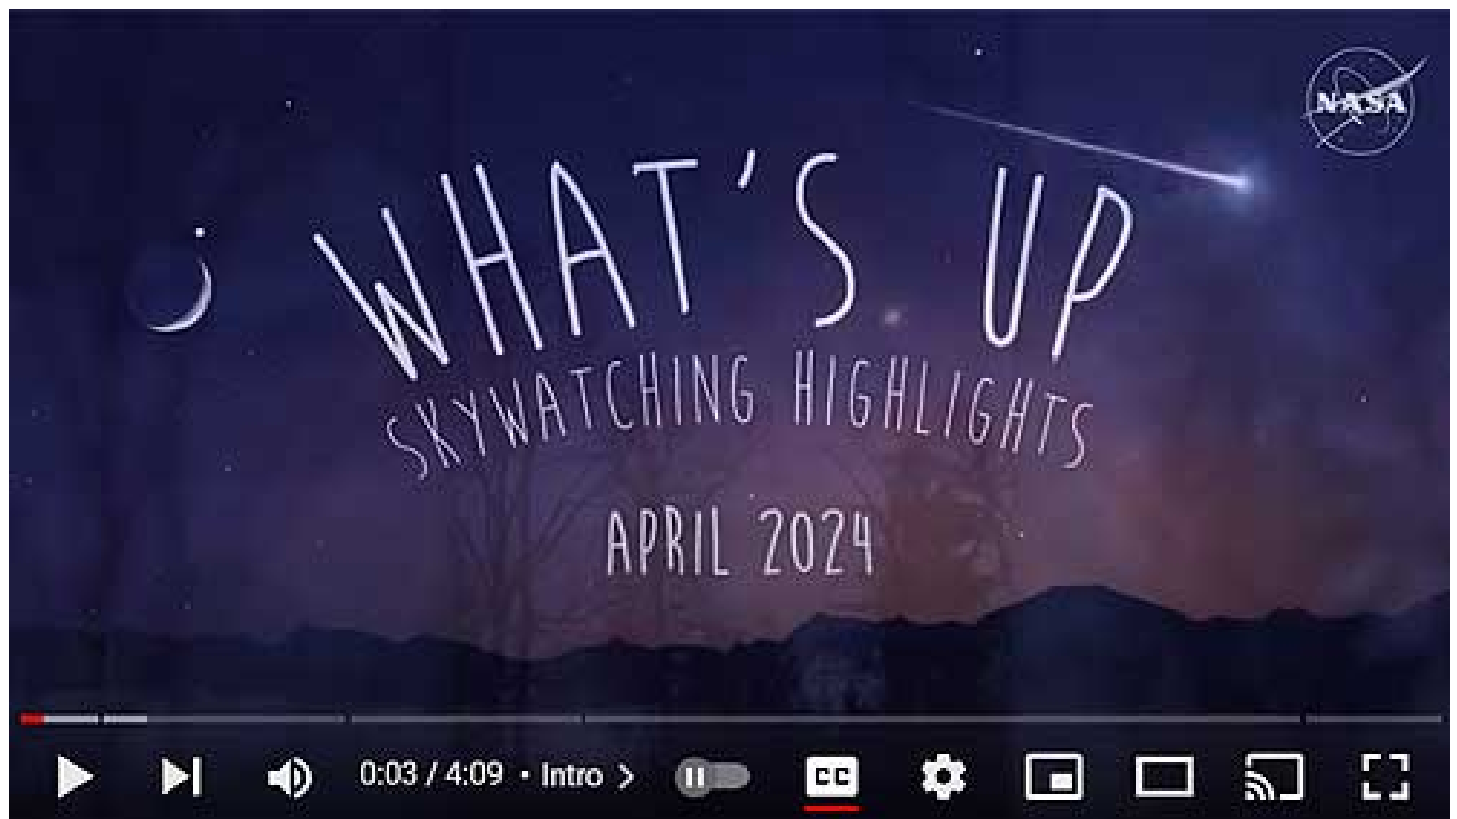 NASA
WHAT'S UP
SKYWATCHING HIGHLIGHTS
APRIL 2024
0:03 / 4:09 • Intro >
CC